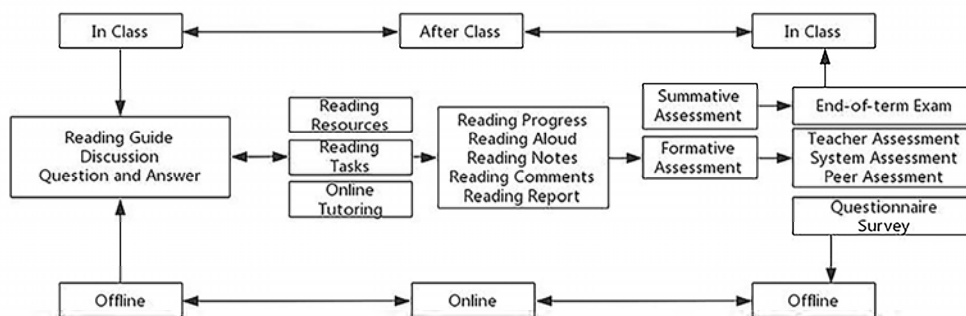 In Class
After Class
In Class
Reading
Resources
Summative
Assessment
End-of-term Exam
Reading Guide
Discussion
Question and Answer
Reading
Tasks
Reading Progress
Reading Aloud
Reading Notes
Reading Comments
Reading Report
Formative
Assessment
Teacher Assessment
System Assessment
Peer Asessment
Online
Tutoring
Questionnaire
Survey
Offline
Online
Offline